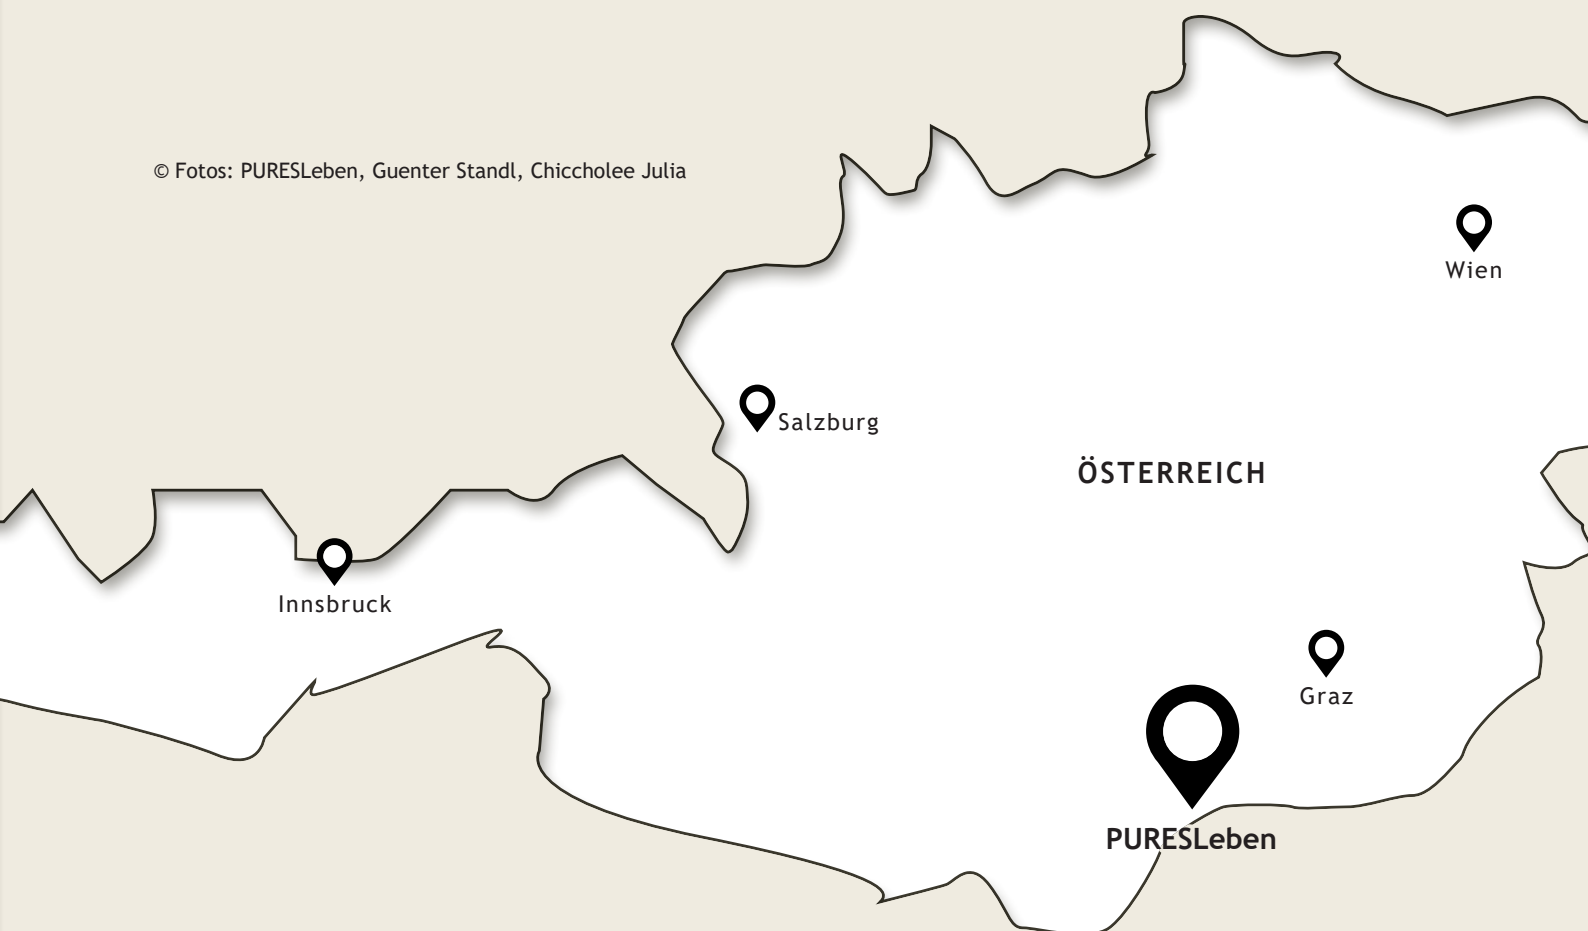 © Fotos: PURESLeben, Guenter Standl, Chiccholee Julia
Wien
Salzburg
ÖSTERREICH
Innsbruck
Graz
PURESLeben